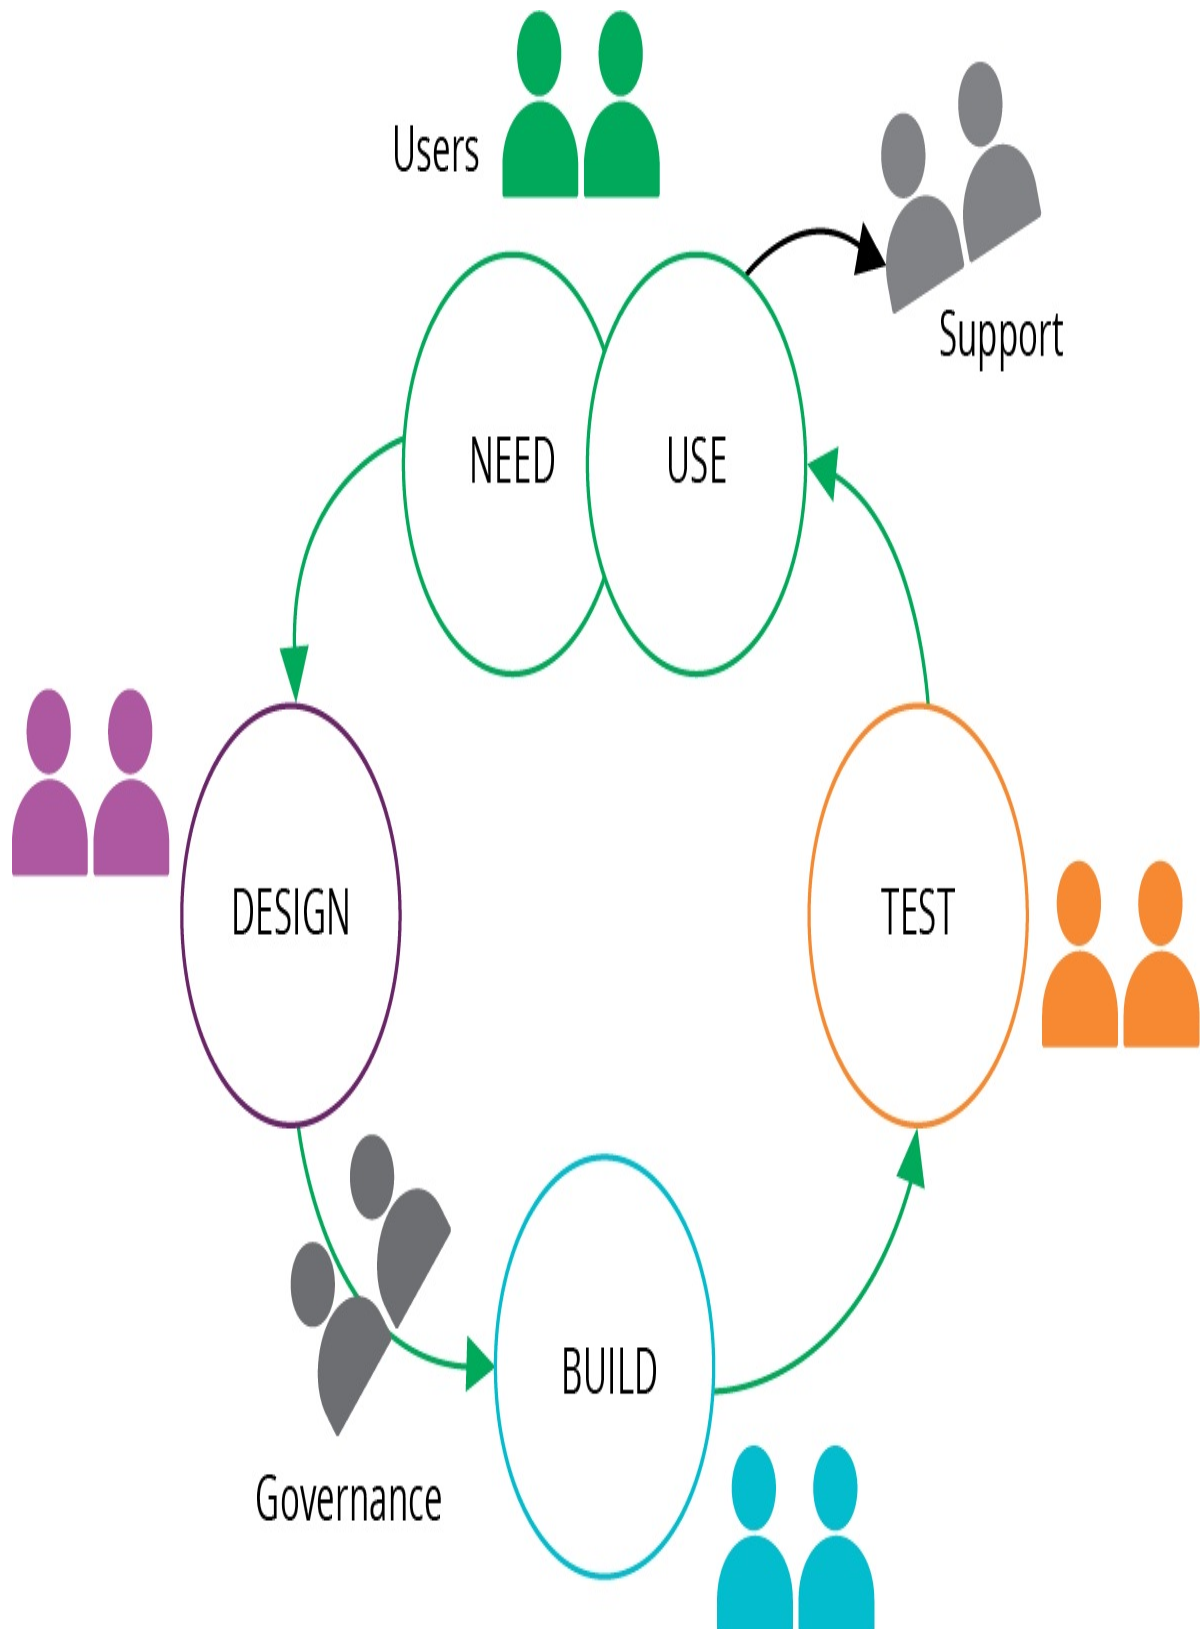 Users
Support
NEED
USE
DESIGN
TEST
BUILD
Governance